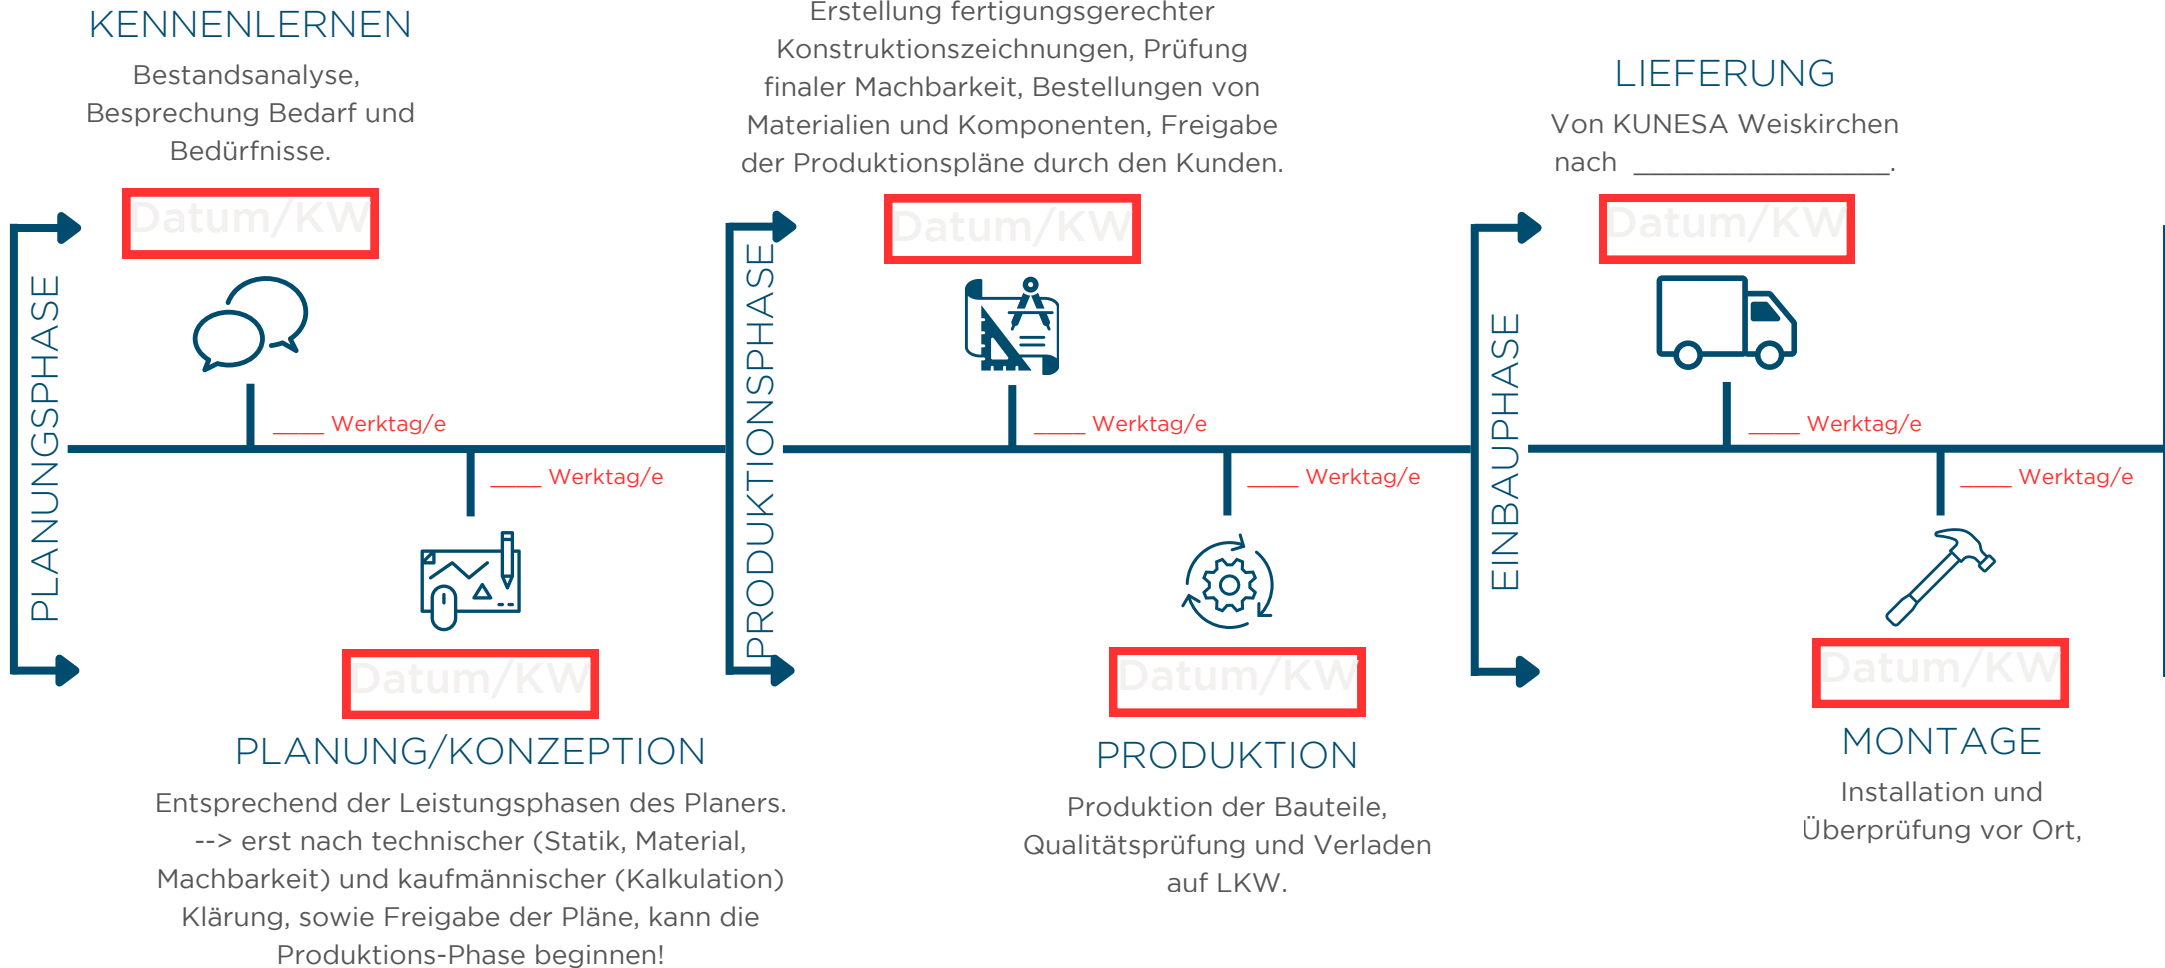 KENNENLERNEN
Bestandsanalyse,
Besprechung Bedarf und
Bedürfnisse.
Datum/KW
PLANUNGSPHASE
____ Werktag/e
____ Werktag/e
Datum/KW
PLANUNG/KONZEPTION
Entsprechend der Leistungsphasen des Planers.
--> erst nach technischer (Statik, Material,
Machbarkeit) und kaufmännischer (Kalkulation)
Klärung, sowie Freigabe der Pläne, kann die
Produktions-Phase beginnen!
Erstellung fertigungsgerechter
Konstruktionszeichnungen, Prüfung
finaler Machbarkeit, Bestellungen von
Materialien und Komponenten, Freigabe
der Produktionspläne durch den Kunden.
Datum/KW
PRODUKTIONSPHASE
____ Werktag/e
____ Werktag/e
Datum/KW
PRODUKTION
Produktion der Bauteile,
Qualitätsprüfung und Verladen
auf LKW.
LIEFERUNG
Von KUNESA Weiskirchen
nach _______________.
Datum/KW
EINBAUPHASE
____ Werktag/e
____ Werktag/e
Datum/KW
MONTAGE
Installation und
Überprüfung vor Ort,